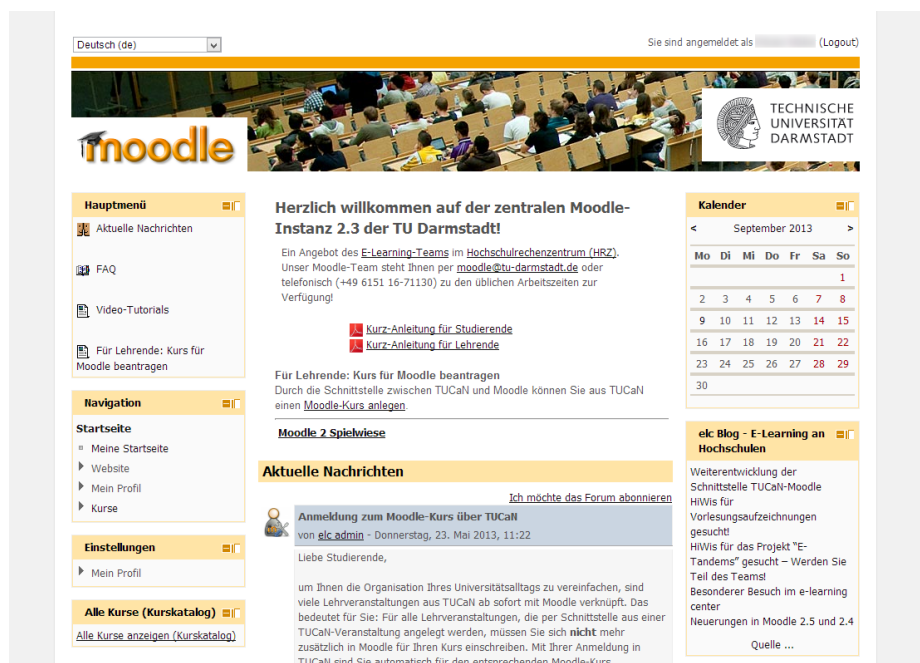 Deutsch (de)
Sie sind angemeldet als (Logout)
moodle
TECHNISCHE
UNIVERSITÄT
DARMSTADT
Hauptmenü
Aktuelle Nachrichten
FAQ
Video-Tutorials
Für Lehrende: Kurs für
Moodle beantragen
Navigation
Startseite
Meine Startseite
Website
Mein Profil
Kurse
Einstellungen
Mein Profil
Alle Kurse (Kurskatalog)
Alle Kurse anzeigen (Kurskatalog)
Herzlich willkommen auf der zentralen Moodle-
Instanz 2.3 der TU Darmstadt!
Ein Angebot des E-Learning-Teams im Hochschulrechenzentrum (HRZ).
Unser Moodle-Team steht Ihnen per moodle@tu-darmstadt.de oder
telefonisch (+49 6151 16-71130) zu den üblichen Arbeitszeiten zur
Verfügung!
Kurz-Anleitung für Studierende
Kurz-Anleitung für Lehrende
Für Lehrende: Kurs für Moodle beantragen
Durch die Schnittstelle zwischen TUCaN und Moodle können Sie aus TUCaN
einen Moodle-Kurs anlegen.
Moodle 2 Spielwiese
Aktuelle Nachrichten
Ich möchte das Forum abonnieren
Anmeldung zum Moodle-Kurs über TUCaN
von elc admin - Donnerstag, 23. Mai 2013, 11:22
Liebe Studierende,
um Ihnen die Organisation Ihres Universitätsalltags zu vereinfachen, sind
viele Lehrveranstaltungen aus TUCaN ab sofort mit Moodle verknüpft. Das
bedeutet für Sie: Für alle Lehrveranstaltungen, die per Schnittstelle aus einer
TUCaN-Veranstaltung angelegt werden, müssen Sie sich nicht mehr
zusätzlich in Moodle für Ihren Kurs einschreiben. Mit Ihrer Anmeldung in
TUCaN sind Sie automatisch für den entsprechenden Moodle-Kurs
Kalender
< September 2013 >
Mo Di Mi Do Fr Sa So
1
2 3 4 5 6 7 8
9 10 11 12 13 14 15
16 17 18 19 20 21 22
23 24 25 26 27 28 29
30
elc Blog - E-Learning an
Hochschulen
Weiterentwicklung der
Schnittstelle TUCaN-Moodle
HiWis für
Vorlesungsaufzeichnungen
gesucht!
HiWis für das Projekt "E-
Tandems" gesucht – Werden Sie
Teil des Teams!
Besonderer Besuch im e-learning
center
Neuerungen in Moodle 2.5 und 2.4
Quelle ...